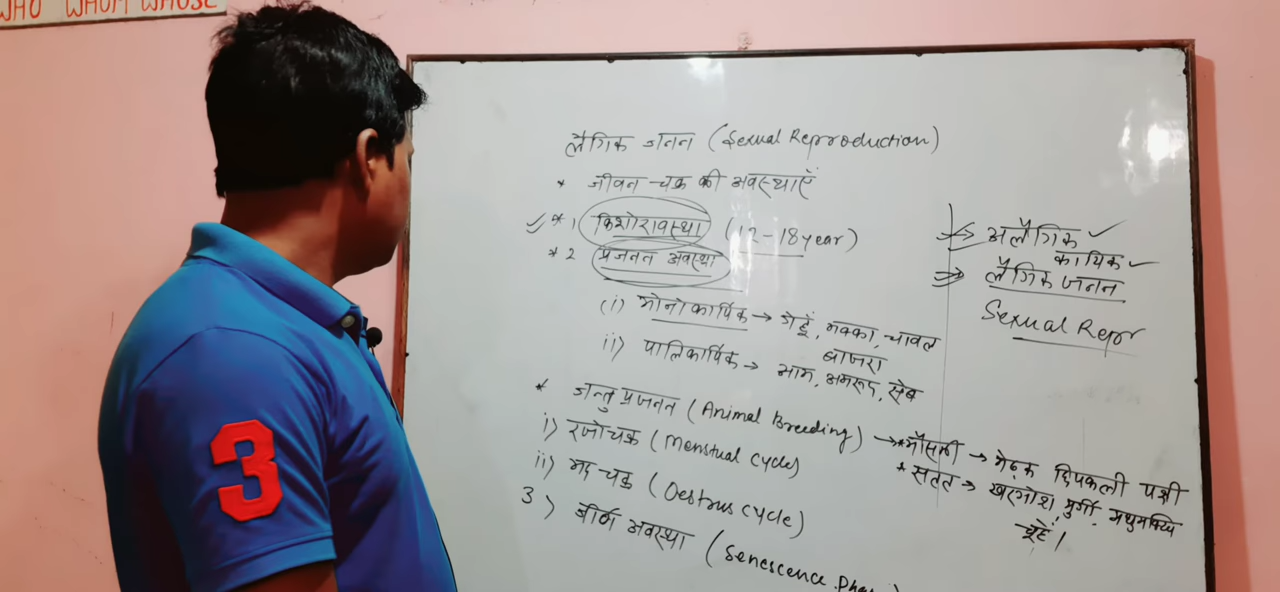 WHO WHOM WHOSE
लैंगिक जनन (Sexual Reproduction)
* जीवन चक्र की अवस्थाएँ
* 1 किशोरावस्था (12-18 year)
* 2 प्रजनन अवस्था
(i) मोनोकार्पिक → गेहूँ, मक्का, चावल
बाजरा
ii) पालिकार्पिक → आम, अमरूद, सेब
* जन्तु प्रजनन (Animal Breeding) → * मौसमी → मेढ़क छिपकली पक्षी
* सतत → खरगोश, मुर्गी, मधुमक्खि
चूहे।
i) रजोचक्र (Menstual Cycle)
ii) मद चक्र (Oestrus Cycle)
3) जीर्ण अवस्था (Senescence
अलैंगिक ✓
कायिक ✓
लैंगिक जनन
Sexual Repr
3